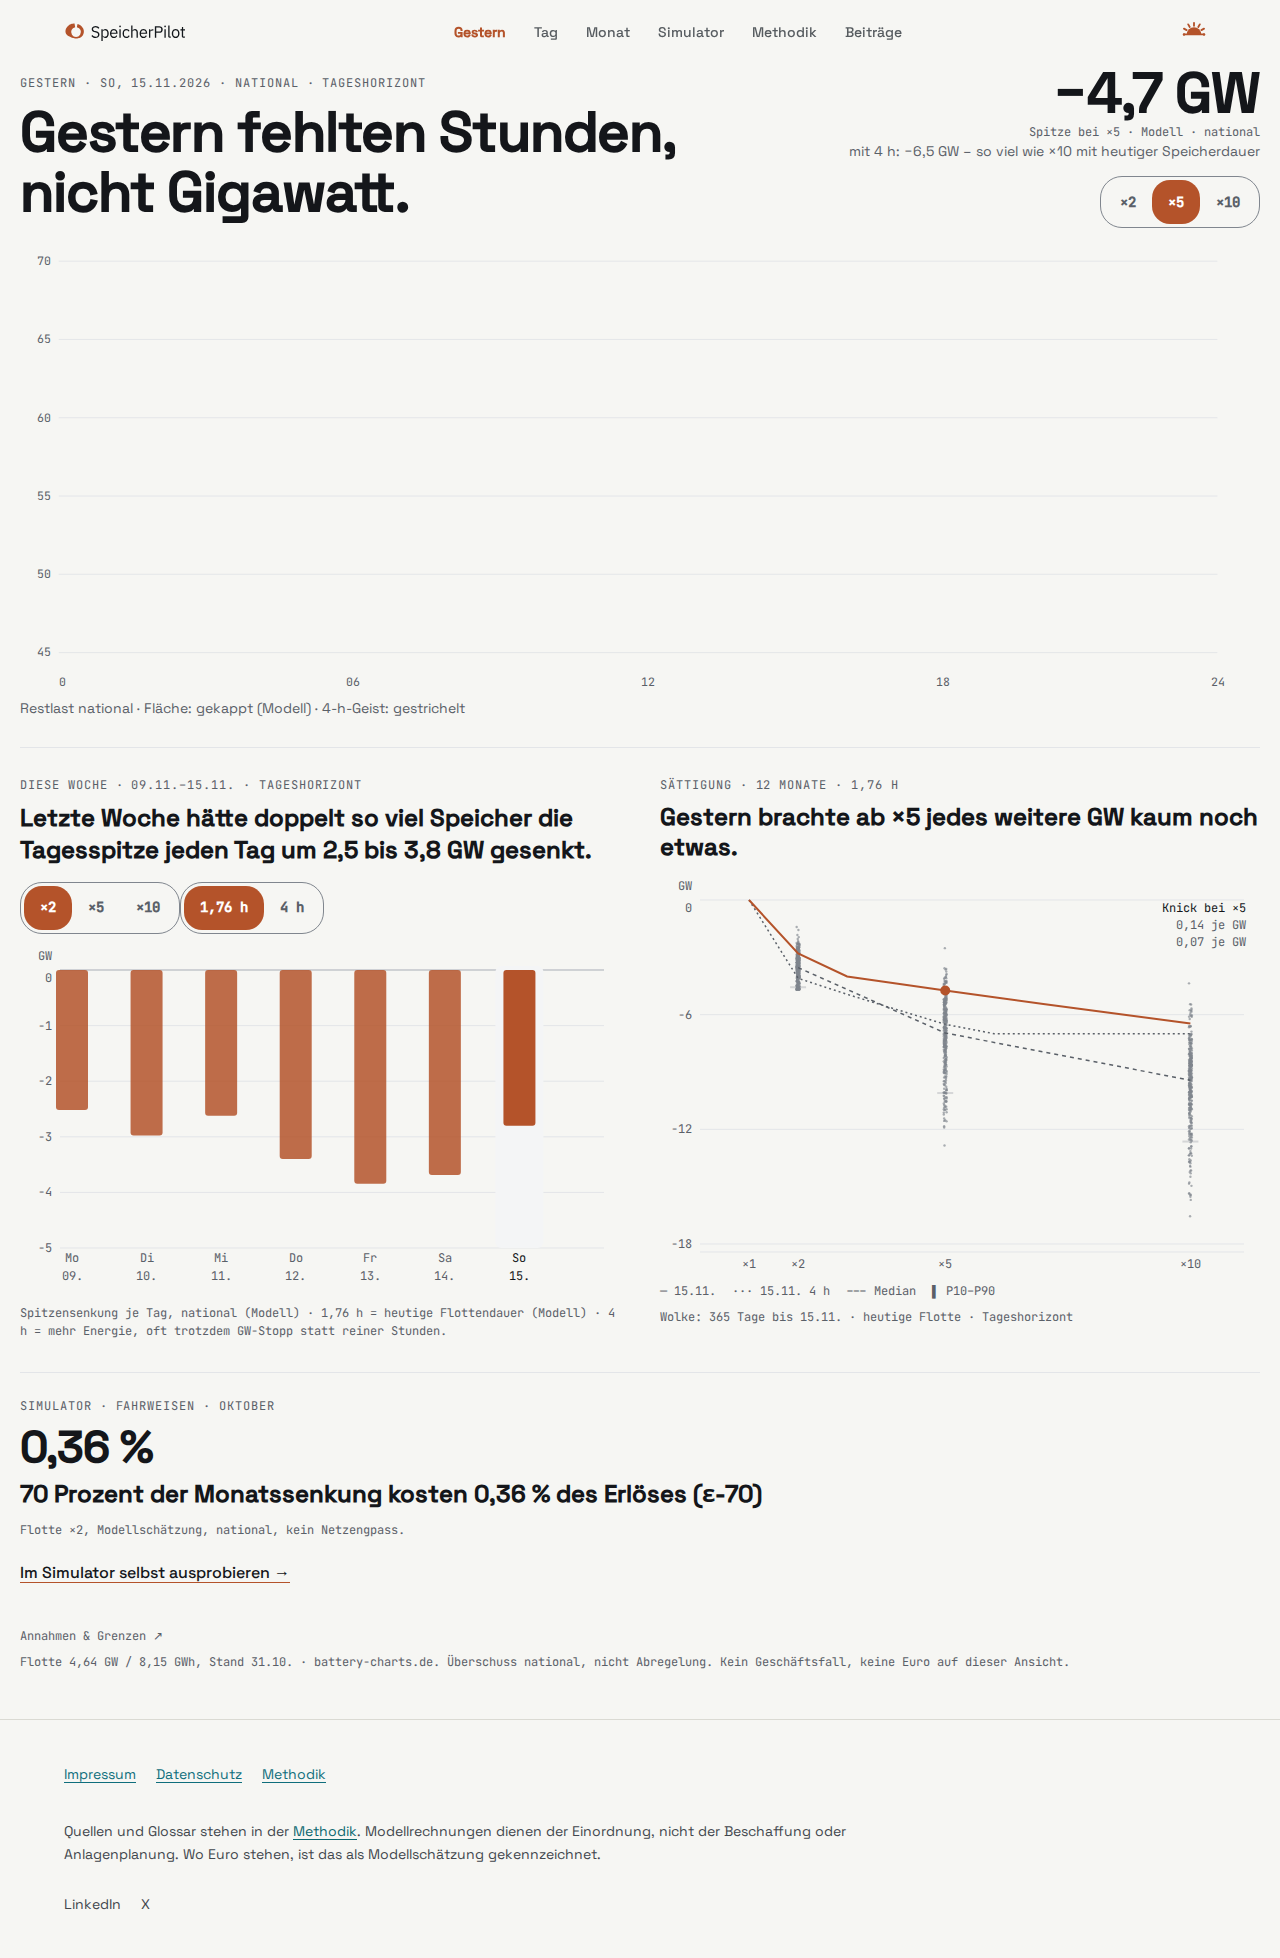 SpeicherPilot
Gestern Tag Monat Simulator Methodik Beiträge
GESTERN · SO, 15.11.2026 · NATIONAL · TAGESHORIZONT
Gestern fehlten Stunden,
nicht Gigawatt.
−4,7 GW
Spitze bei ×5 · Modell · national
mit 4 h: −6,5 GW – so viel wie ×10 mit heutiger Speicherdauer
×2 ×5 ×10
70
65
60
55
50
45
0 06 12 18 24
Restlast national · Fläche: gekappt (Modell) · 4-h-Geist: gestrichelt
DIESE WOCHE · 09.11.–15.11. · TAGESHORIZONT
Letzte Woche hätte doppelt so viel Speicher die
Tagesspitze jeden Tag um 2,5 bis 3,8 GW gesenkt.
×2 ×5 ×10 1,76 h 4 h
GW
0
-1
-2
-3
-4
-5
Mo Di Mi Do Fr Sa So
09. 10. 11. 12. 13. 14. 15.
Spitzensenkung je Tag, national (Modell) · 1,76 h = heutige Flottendauer (Modell) · 4
h = mehr Energie, oft trotzdem GW-Stopp statt reiner Stunden.
SÄTTIGUNG · 12 MONATE · 1,76 H
Gestern brachte ab ×5 jedes weitere GW kaum noch
etwas.
GW
0
-6
-12
-18
Knick bei ×5
0,14 je GW
0,07 je GW
×1 ×2 ×5 ×10
— 15.11. ··· 15.11. 4 h --- Median ▌ P10–P90
Wolke: 365 Tage bis 15.11. · heutige Flotte · Tageshorizont
SIMULATOR · FAHRWEISEN · OKTOBER
0,36 %
70 Prozent der Monatssenkung kosten 0,36 % des Erlöses (ε-70)
Flotte ×2, Modellschätzung, national, kein Netzengpass.
Im Simulator selbst ausprobieren →
Annahmen & Grenzen ↗
Flotte 4,64 GW / 8,15 GWh, Stand 31.10. · battery-charts.de. Überschuss national, nicht Abregelung. Kein Geschäftsfall, keine Euro auf dieser Ansicht.
Impressum Datenschutz Methodik
Quellen und Glossar stehen in der Methodik. Modellrechnungen dienen der Einordnung, nicht der Beschaffung oder
Anlagenplanung. Wo Euro stehen, ist das als Modellschätzung gekennzeichnet.
LinkedIn X